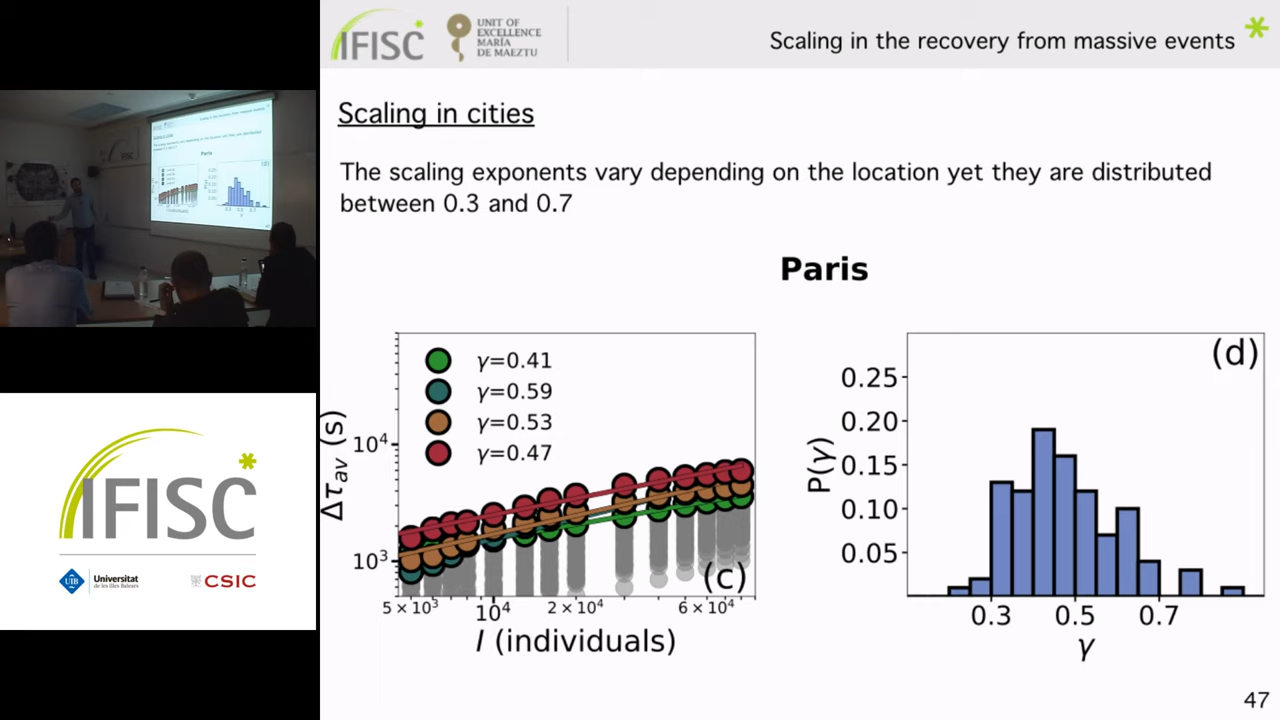 IFISC
UNIT OF
EXCELLENCE
MARÍA
DE MAEZTU
Scaling in the recovery from massive events
Scaling in cities
The scaling exponents vary depending on the location yet they are distributed
between 0.3 and 0.7
Paris
γ=0.41
γ=0.59
γ=0.53
γ=0.47
Δτav (s)
10⁴
10³
(c)
5 × 10³
10⁴
2 × 10⁴
6 × 10⁴
I (individuals)
(d)
P(γ)
0.25
0.20
0.15
0.10
0.05
0.3
0.5
0.7
γ
47
IFISC
UIB
Universitat
de les Illes Balears
CSIC